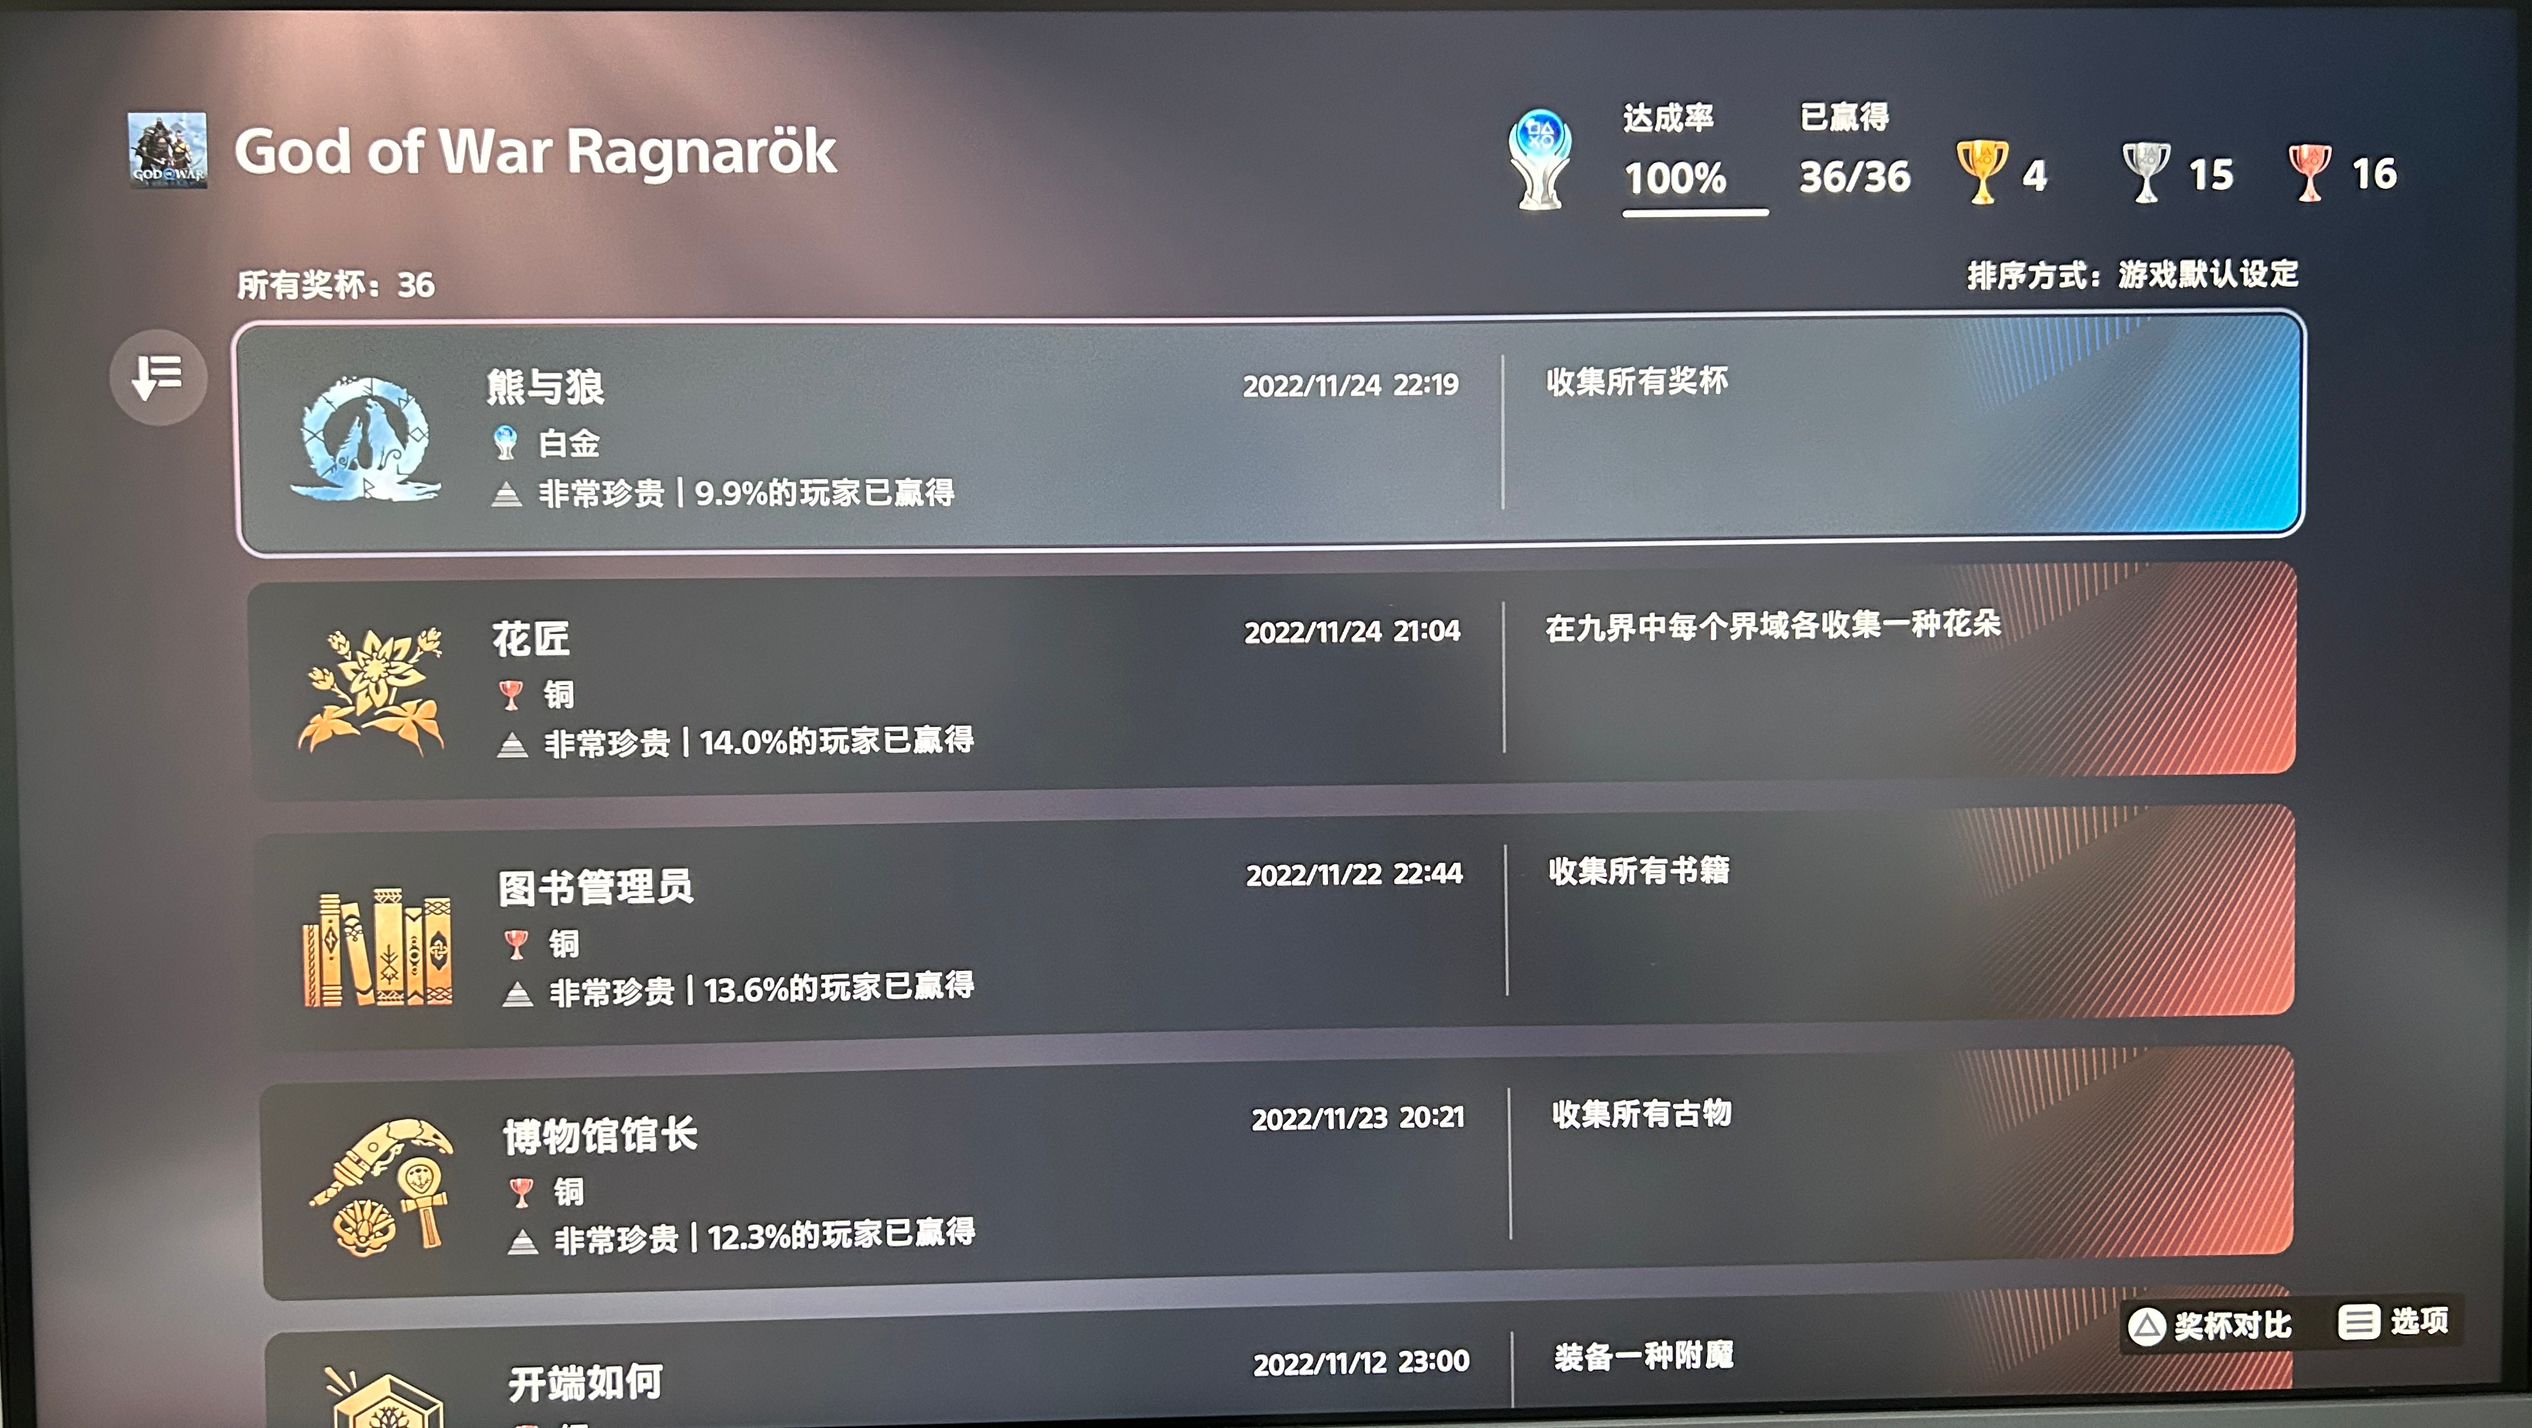 God of War Ragnarök
GOD OF WAR
达成率
100%
已赢得
36/36
4
15
16
所有奖杯：36
排序方式：游戏默认设定
熊与狼
2022/11/24 22:19
收集所有奖杯
白金
非常珍贵 | 9.9%的玩家已赢得
花匠
2022/11/24 21:04
在九界中每个界域各收集一种花朵
铜
非常珍贵 | 14.0%的玩家已赢得
图书管理员
2022/11/22 22:44
收集所有书籍
铜
非常珍贵 | 13.6%的玩家已赢得
博物馆馆长
2022/11/23 20:21
收集所有古物
铜
非常珍贵 | 12.3%的玩家已赢得
开端如何
2022/11/12 23:00
装备一种附魔
奖杯对比
选项